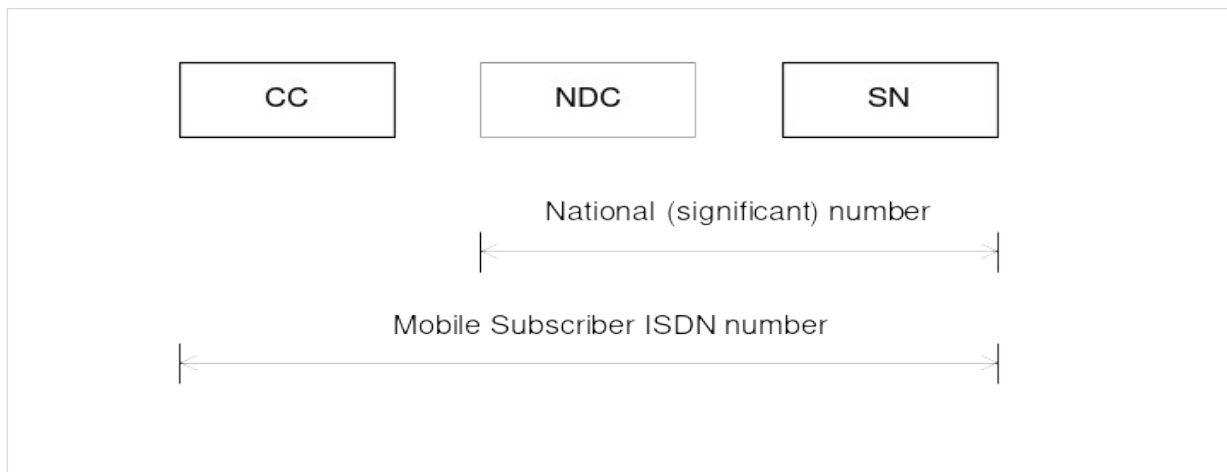 CC NDC SN
National (significant) number
Mobile Subscriber ISDN number